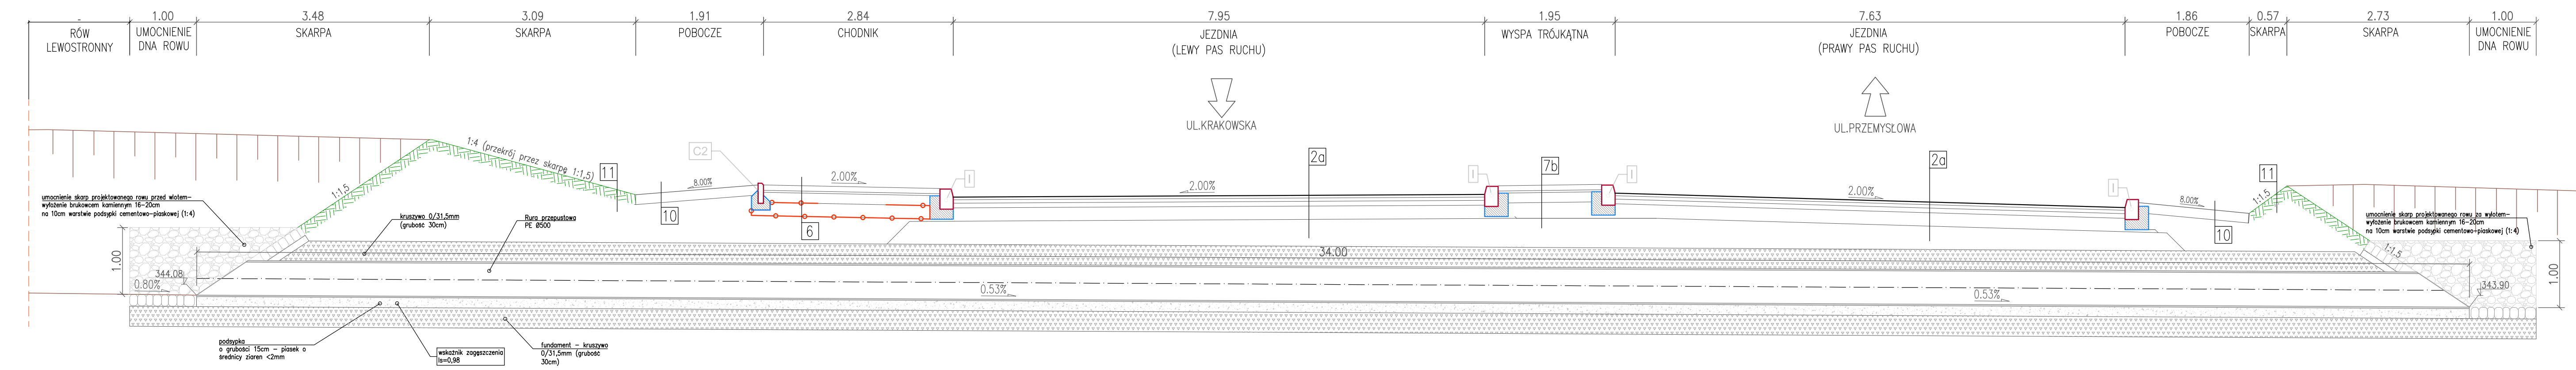 -
1.00
3.48
3.09
1.91
2.84
7.95
1.95
7.63
1.86
0.57
2.73
1.00
RÓW
LEWOSTRONNY
UMOCNIENIE
DNA ROWU
SKARPA
SKARPA
POBOCZE
CHODNIK
JEZDNIA
(LEWY PAS RUCHU)
WYSPA TRÓJKĄTNA
JEZDNIA
(PRAWY PAS RUCHU)
POBOCZE
SKARPA
SKARPA
UMOCNIENIE
DNA ROWU
UL.KRAKOWSKA
UL.PRZEMYSŁOWA
1:1,5
1:4 (przekrój przez skarpę 1:1,5)
11
10
8.00%
C2
2.00%
6
I
2.00%
2a
I
7b
I
2a
2.00%
I
8.00%
10
11
1:1,5
1:1,5
umocnienie skarp projektowanego rowu przed wlotem-
wyłożenie brukowcem kamiennym 16-20cm
na 10cm warstwie podsypki cementowo-piaskowej (1:4)
kruszywo 0/31,5mm
(grubość 30cm)
Rura przepustowa
PE Ø500
umocnienie skarp projektowanego rowu za wylotem-
wyłożenie brukowcem kamiennym 16-20cm
na 10cm warstwie podsypki cementowo-piaskowej (1:4)
34.00
1.00
344.08
0.80%
0.53%
0.53%
343.90
1.00
podsypka
o grubości 15cm - piasek o
średnicy ziaren <2mm
wskaźnik zagęszczenia
Is=0,98
fundament - kruszywo
0/31,5mm (grubość
30cm)